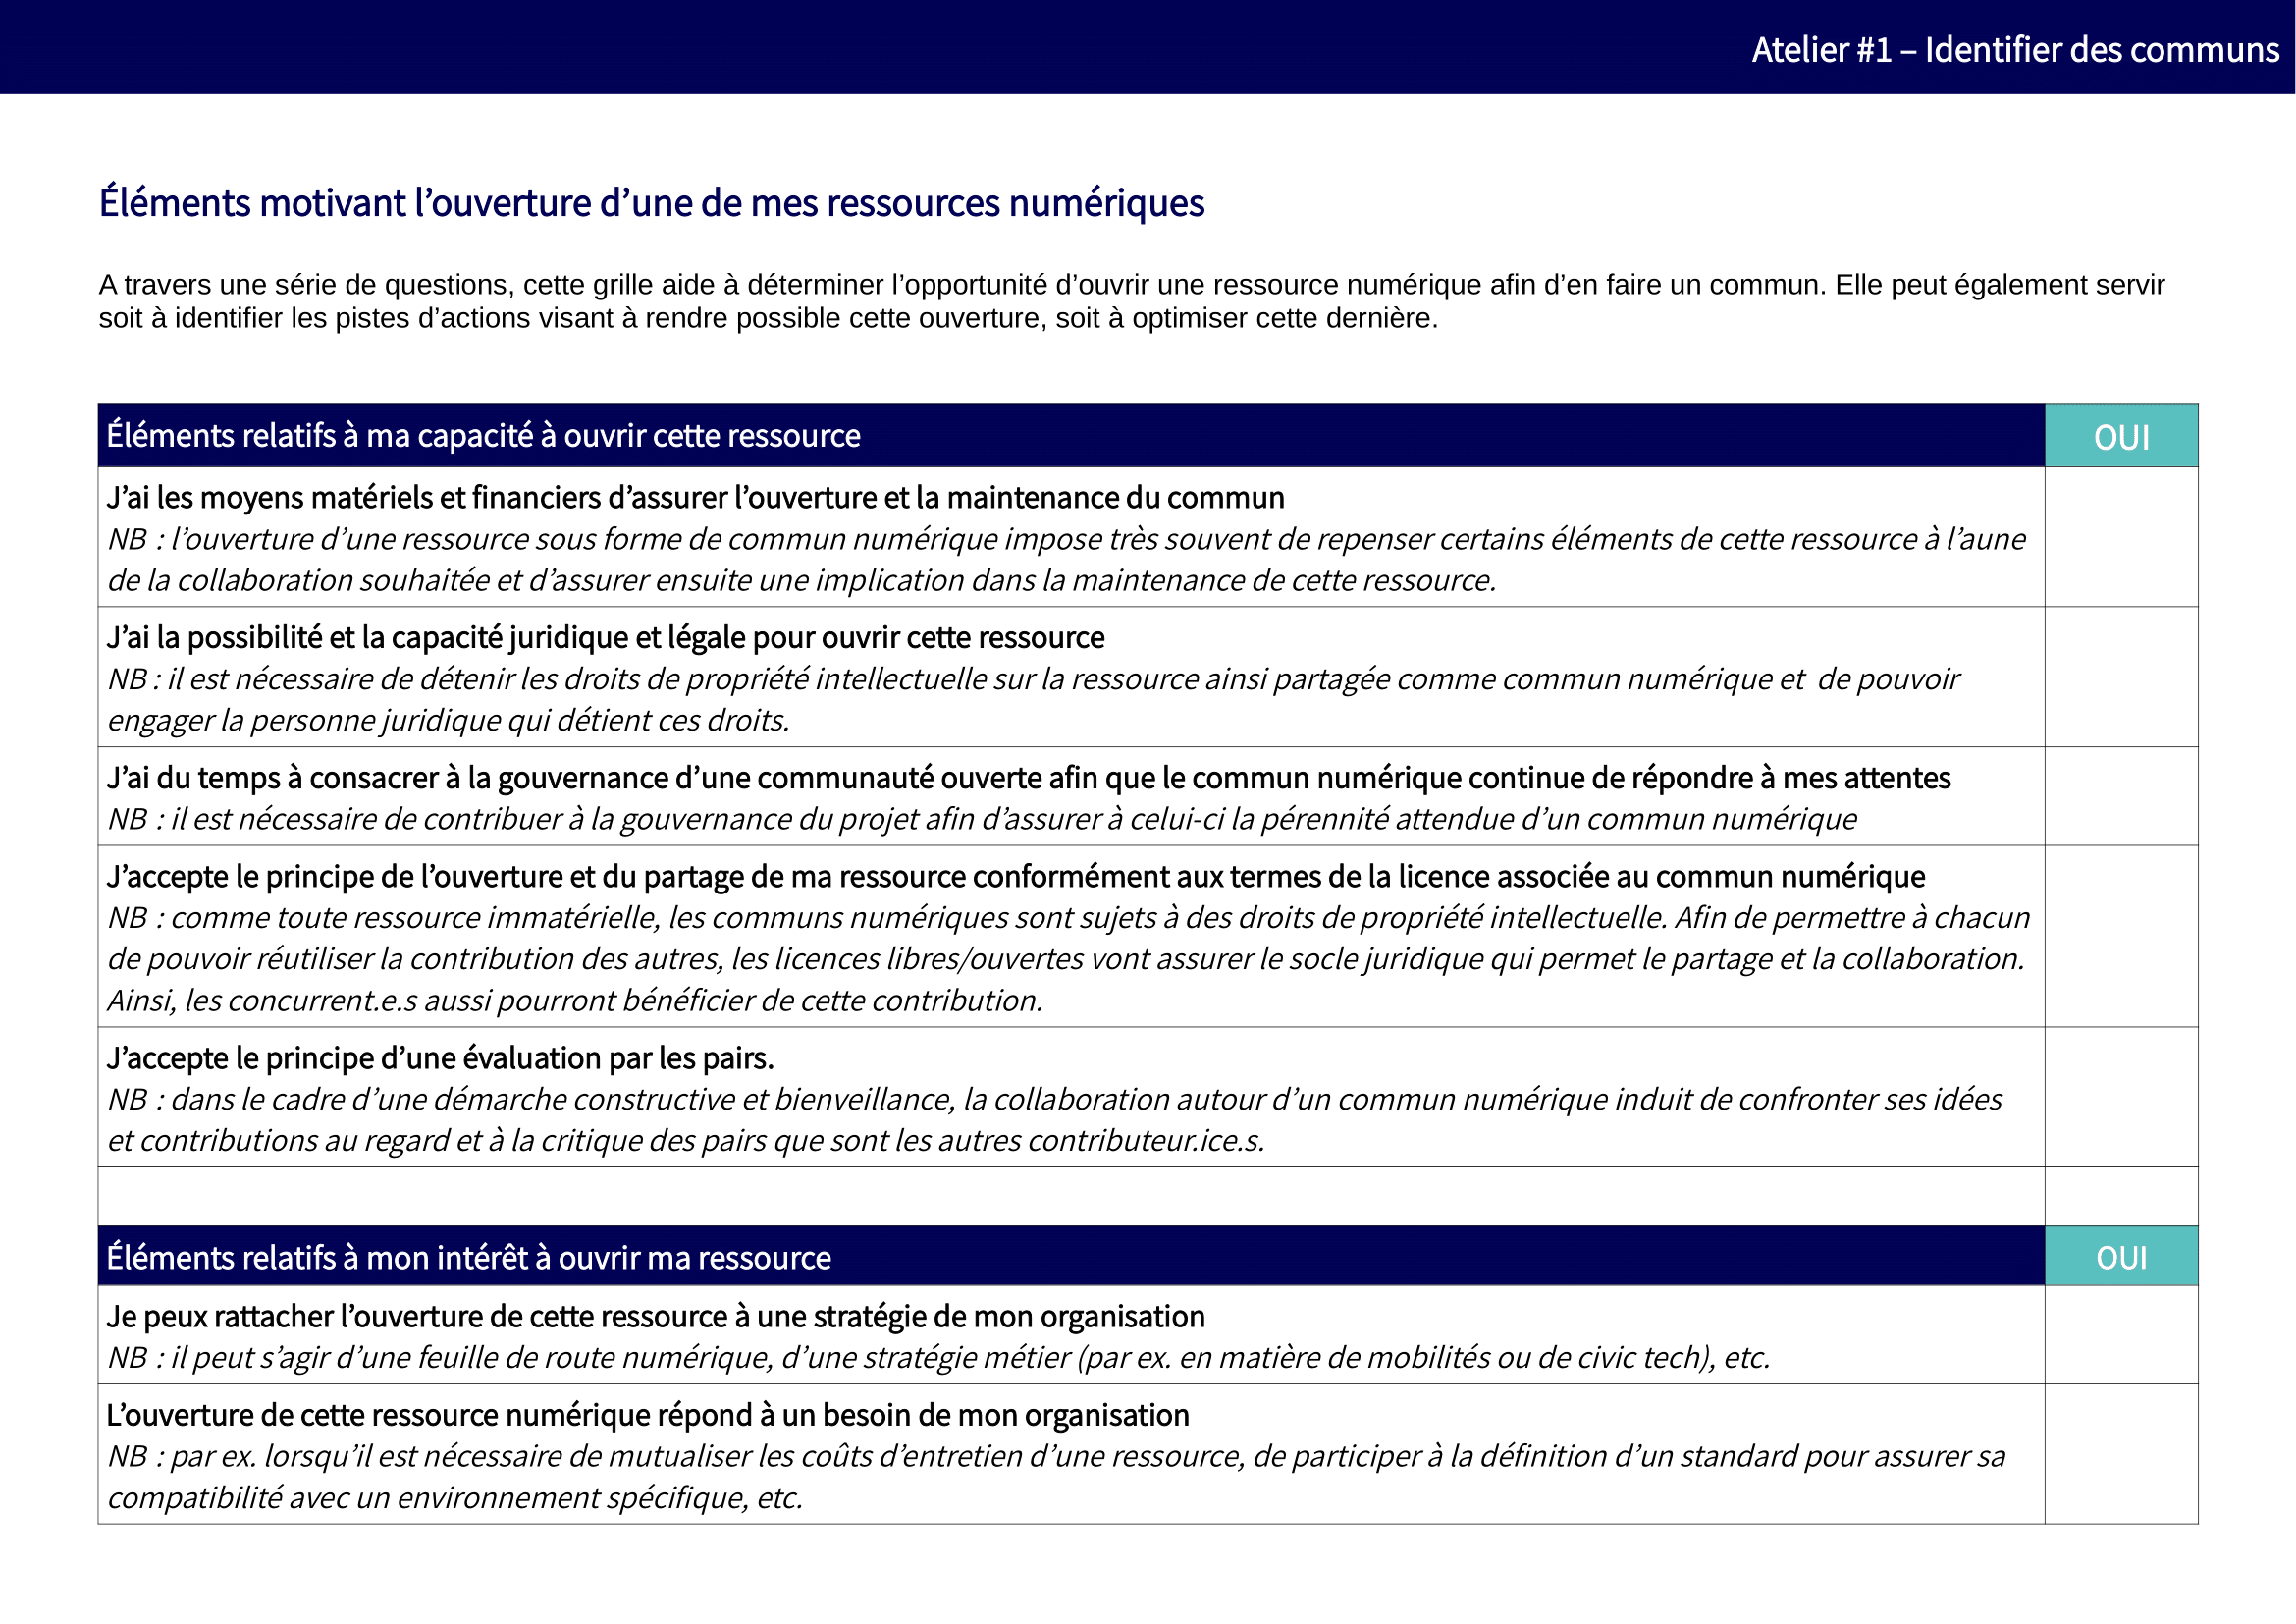 Atelier #1 – Identifier des communs
Éléments motivant l’ouverture d’une de mes ressources numériques
A travers une série de questions, cette grille aide à déterminer l’opportunité d’ouvrir une ressource numérique afin d’en faire un commun. Elle peut également servir
soit à identifier les pistes d’actions visant à rendre possible cette ouverture, soit à optimiser cette dernière.
Éléments relatifs à ma capacité à ouvrir cette ressource OUI
J’ai les moyens matériels et financiers d’assurer l’ouverture et la maintenance du commun
NB : l’ouverture d’une ressource sous forme de commun numérique impose très souvent de repenser certains éléments de cette ressource à l’aune
de la collaboration souhaitée et d’assurer ensuite une implication dans la maintenance de cette ressource.
J’ai la possibilité et la capacité juridique et légale pour ouvrir cette ressource
NB : il est nécessaire de détenir les droits de propriété intellectuelle sur la ressource ainsi partagée comme commun numérique et de pouvoir
engager la personne juridique qui détient ces droits.
J’ai du temps à consacrer à la gouvernance d’une communauté ouverte afin que le commun numérique continue de répondre à mes attentes
NB : il est nécessaire de contribuer à la gouvernance du projet afin d’assurer à celui-ci la pérennité attendue d’un commun numérique
J’accepte le principe de l’ouverture et du partage de ma ressource conformément aux termes de la licence associée au commun numérique
NB : comme toute ressource immatérielle, les communs numériques sont sujets à des droits de propriété intellectuelle. Afin de permettre à chacun
de pouvoir réutiliser la contribution des autres, les licences libres/ouvertes vont assurer le socle juridique qui permet le partage et la collaboration.
Ainsi, les concurrent.e.s aussi pourront bénéficier de cette contribution.
J’accepte le principe d’une évaluation par les pairs.
NB : dans le cadre d’une démarche constructive et bienveillance, la collaboration autour d’un commun numérique induit de confronter ses idées
et contributions au regard et à la critique des pairs que sont les autres contributeur.ice.s.
Éléments relatifs à mon intérêt à ouvrir ma ressource OUI
Je peux rattacher l’ouverture de cette ressource à une stratégie de mon organisation
NB : il peut s’agir d’une feuille de route numérique, d’une stratégie métier (par ex. en matière de mobilités ou de civic tech), etc.
L’ouverture de cette ressource numérique répond à un besoin de mon organisation
NB : par ex. lorsqu’il est nécessaire de mutualiser les coûts d’entretien d’une ressource, de participer à la définition d’un standard pour assurer sa
compatibilité avec un environnement spécifique, etc.